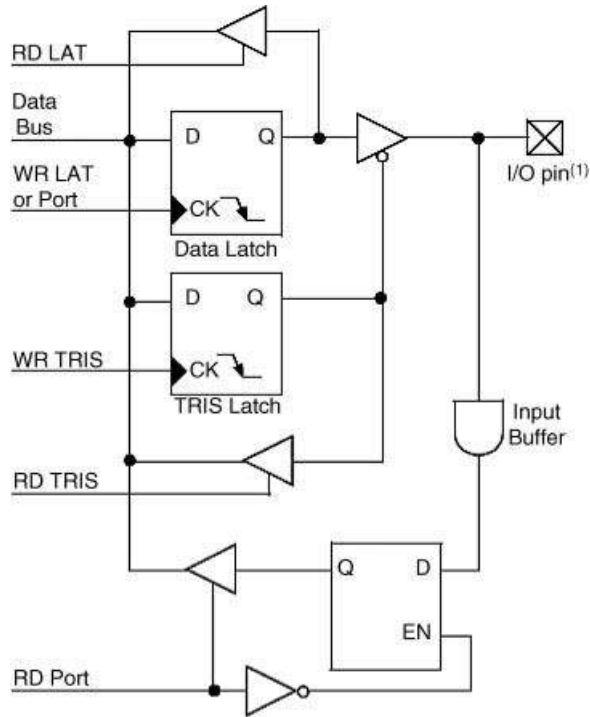 RD LAT
Data
Bus
D Q
WR LAT
or Port
CK
Data Latch
I/O pin(1)
D Q
WR TRIS
CK
TRIS Latch
Input
Buffer
RD TRIS
Q D
EN
RD Port